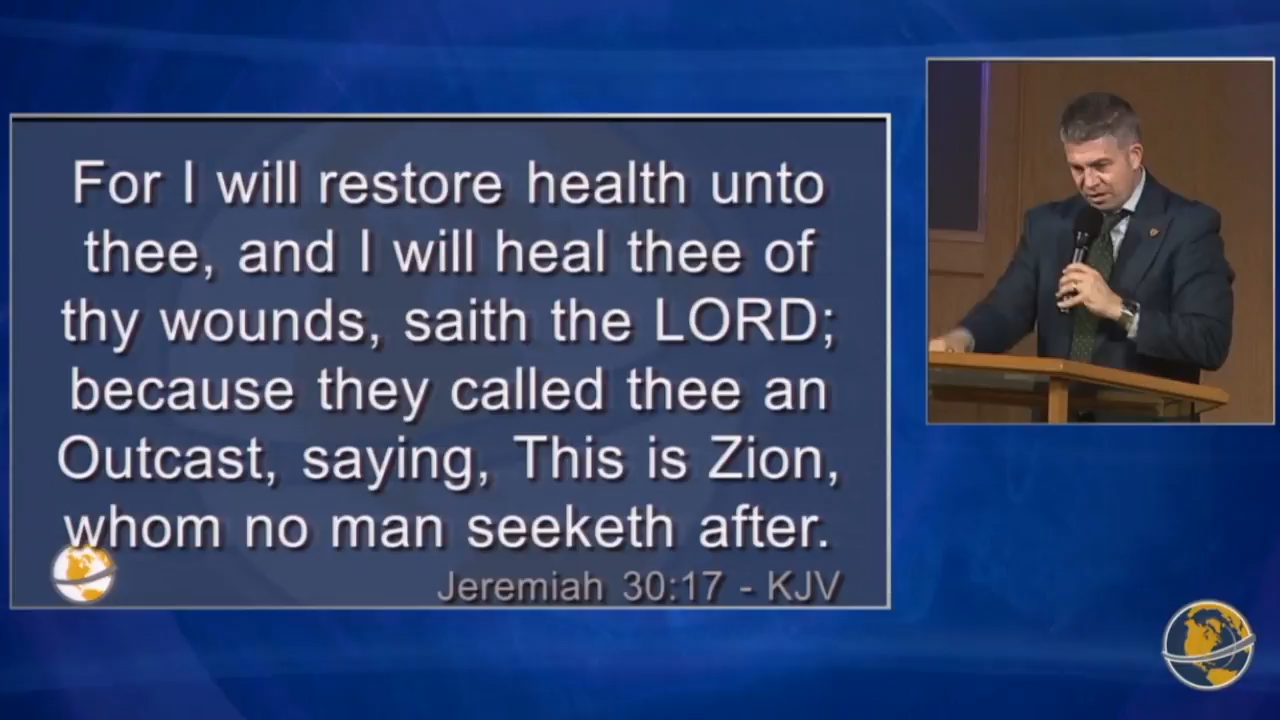 For I will restore health unto
thee, and I will heal thee of
thy wounds, saith the LORD;
because they called thee an
Outcast, saying, This is Zion,
whom no man seeketh after.
Jeremiah 30:17 - KJV